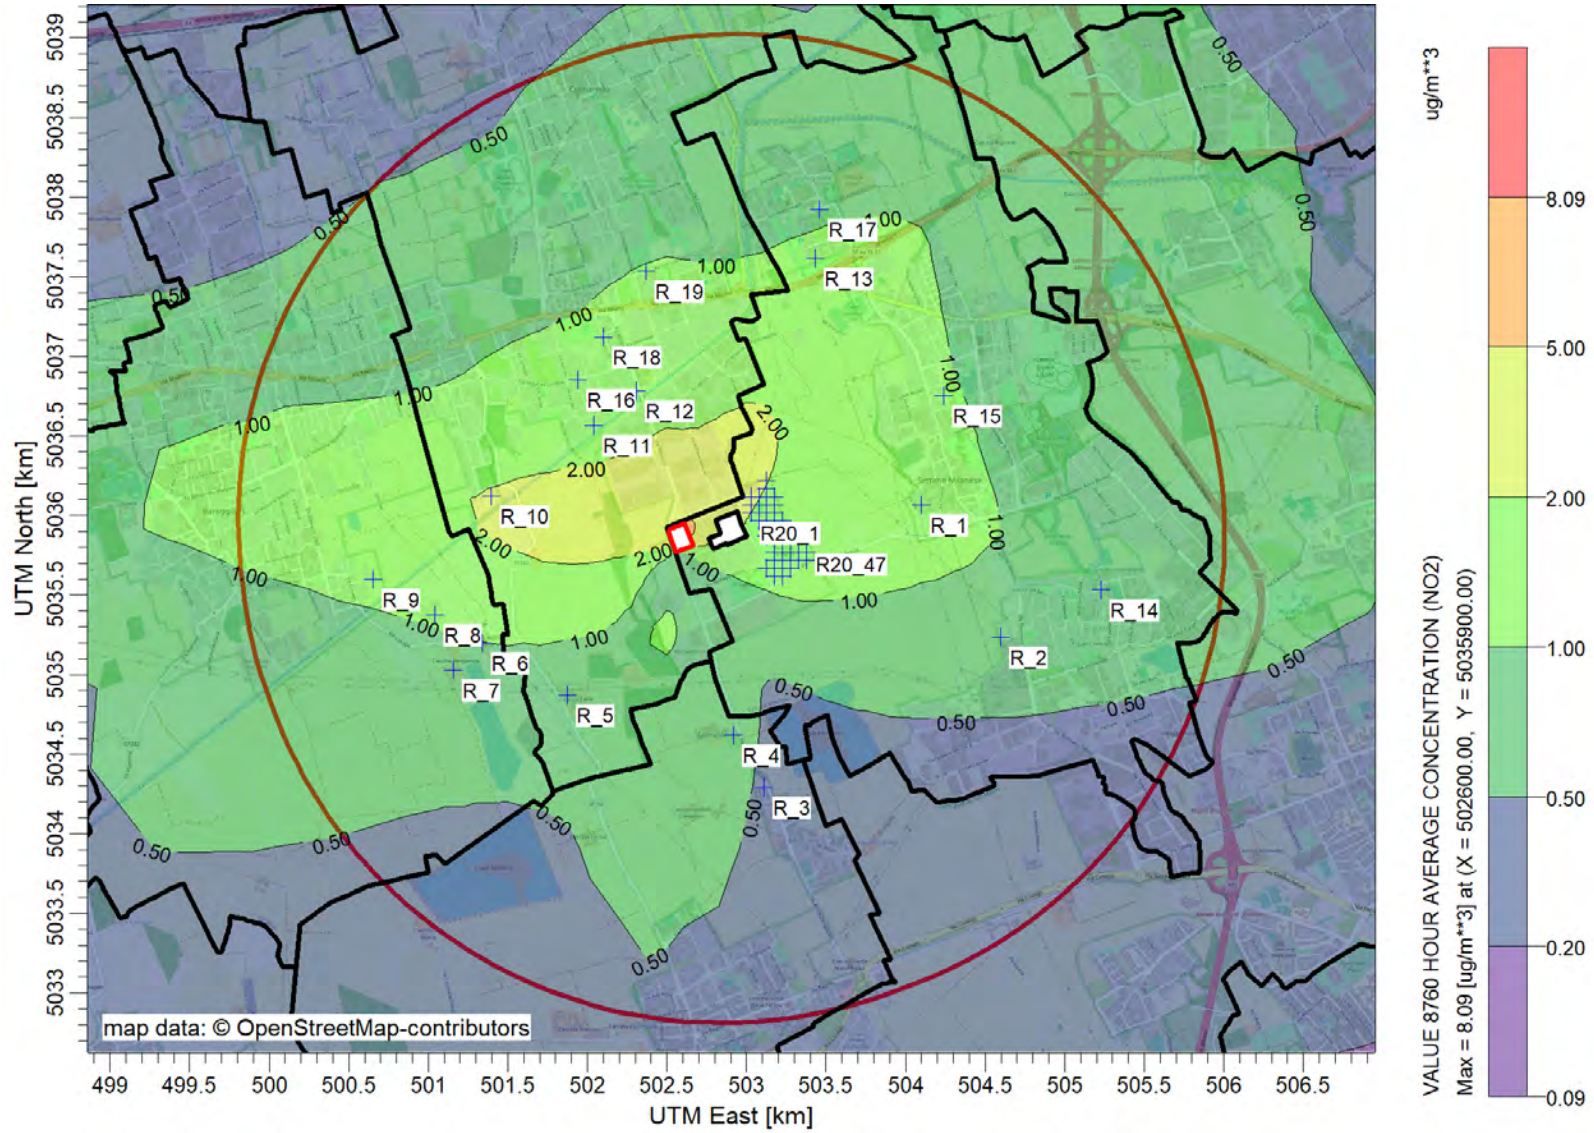 ug/m**3
8.09
5.00
2.00
1.00
0.50
0.20
0.09
VALUE 8760 HOUR AVERAGE CONCENTRATION (NO2)
Max = 8.09 [ug/m**3] at (X = 502600.00, Y = 5035900.00)
UTM North [km]
5039
5038.5
5038
5037.5
5037
5036.5
5036
5035.5
5035
5034.5
5034
5033.5
5033
0.50
0.50
0.50
0.50
0.50
R_17
1.00
R_13
1.00
R_19
1.00
R_18
1.00
R_16
R_12
1.00
R_15
1.00
R_11
2.00
2.00
R_10
R_1
R20_1
1.00
2.00
2.00
1.00
R20_47
1.00
R_9
1.00
R_14
1.00
R_8
1.00
R_6
R_2
R_7
0.50
R_5
0.50
0.50
0.50
R_4
R_3
0.50
0.50
0.50
0.50
0.50
map data: © OpenStreetMap-contributors
499
499.5
500
500.5
501
501.5
502
502.5
503
503.5
504
504.5
505
505.5
506
506.5
UTM East [km]